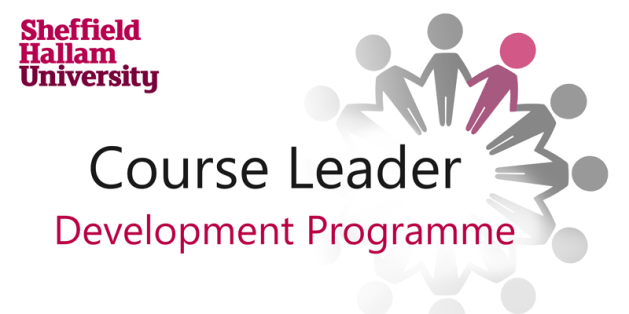 Sheffield
Hallam
University
Course Leader
Development Programme